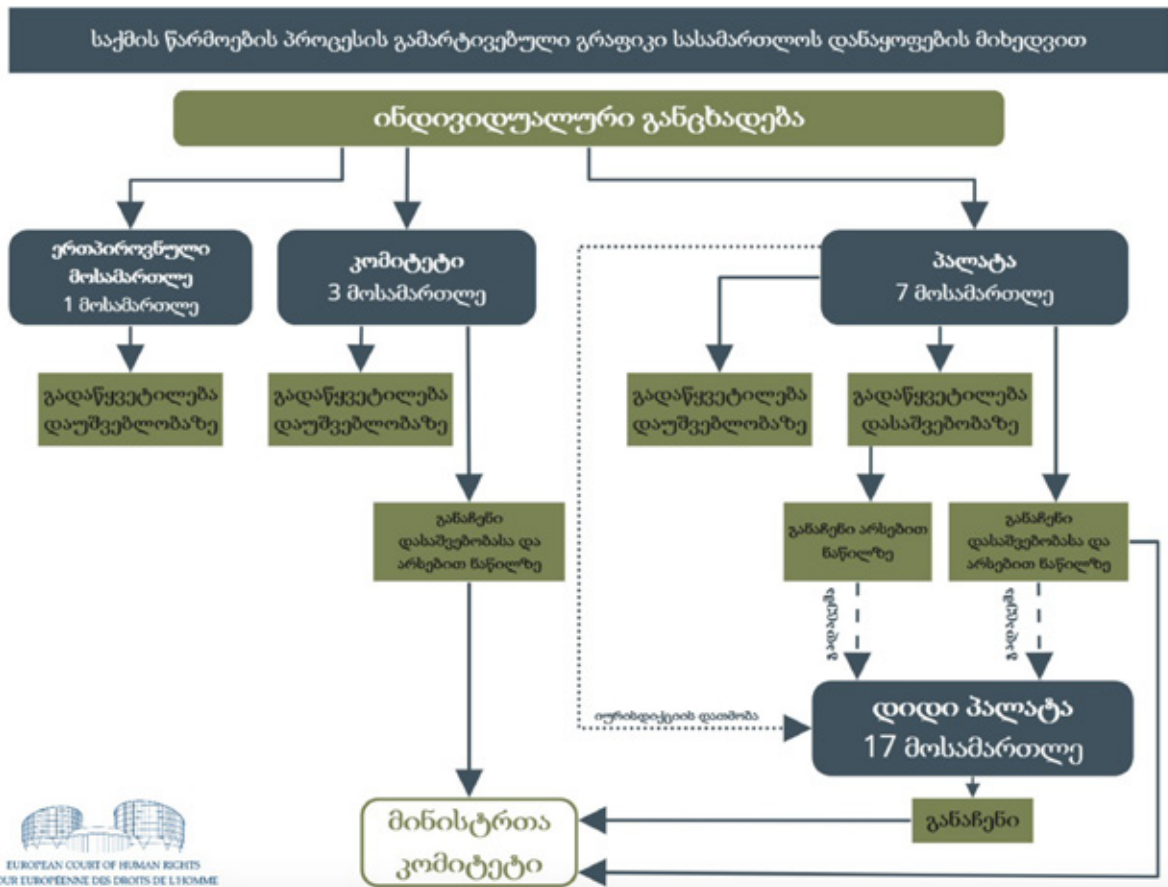 საქმის წარმოების პროცესის გამარტივებული გრაფიკი სასამართლოს დანაყოფების მიხედვით
ინდივიდუალური განცხადება
ერთპიროვნული
მოსამართლე
1 მოსამართლე
კომიტეტი
3 მოსამართლე
პალატა
7 მოსამართლე
გადაწყვეტილება
დაუშვებლობაზე
გადაწყვეტილება
დაუშვებლობაზე
გადაწყვეტილება
დაუშვებლობაზე
გადაწყვეტილება
დასაშვებობაზე
განაჩენი
დასაშვებობასა და
არსებით ნაწილზე
განაჩენი არსებით
ნაწილზე
განაჩენი
დასაშვებობასა და
არსებით ნაწილზე
გადაცემა
გადაცემა
იურისდიქციის დათმობა
დიდი პალატა
17 მოსამართლე
განაჩენი
მინისტრთა
კომიტეტი
EUROPEAN COURT OF HUMAN RIGHTS
OUR EUROPÉENNE DES DROITS DE L'HOMME